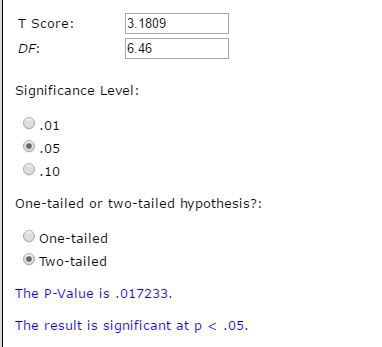 T Score: 3.1809
DF: 6.46
Significance Level:
.01
.05
.10
One-tailed or two-tailed hypothesis?:
One-tailed
Two-tailed
The P-Value is .017233.
The result is significant at p < .05.